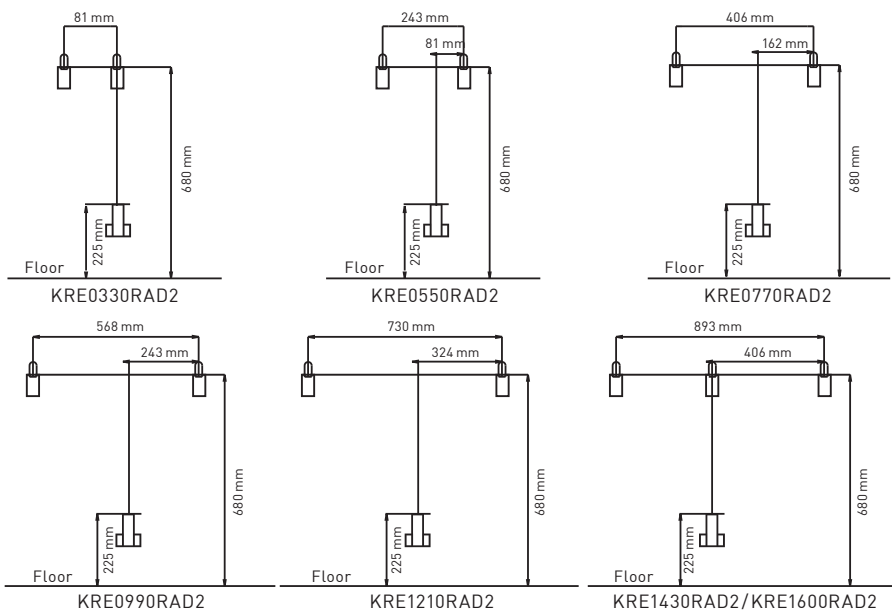 81 mm
680 mm
225 mm
Floor
KRE0330RAD2
243 mm
81 mm
680 mm
225 mm
Floor
KRE0550RAD2
406 mm
162 mm
680 mm
225 mm
Floor
KRE0770RAD2
568 mm
243 mm
680 mm
225 mm
Floor
KRE0990RAD2
730 mm
324 mm
680 mm
225 mm
Floor
KRE1210RAD2
893 mm
406 mm
680 mm
225 mm
Floor
KRE1430RAD2/KRE1600RAD2